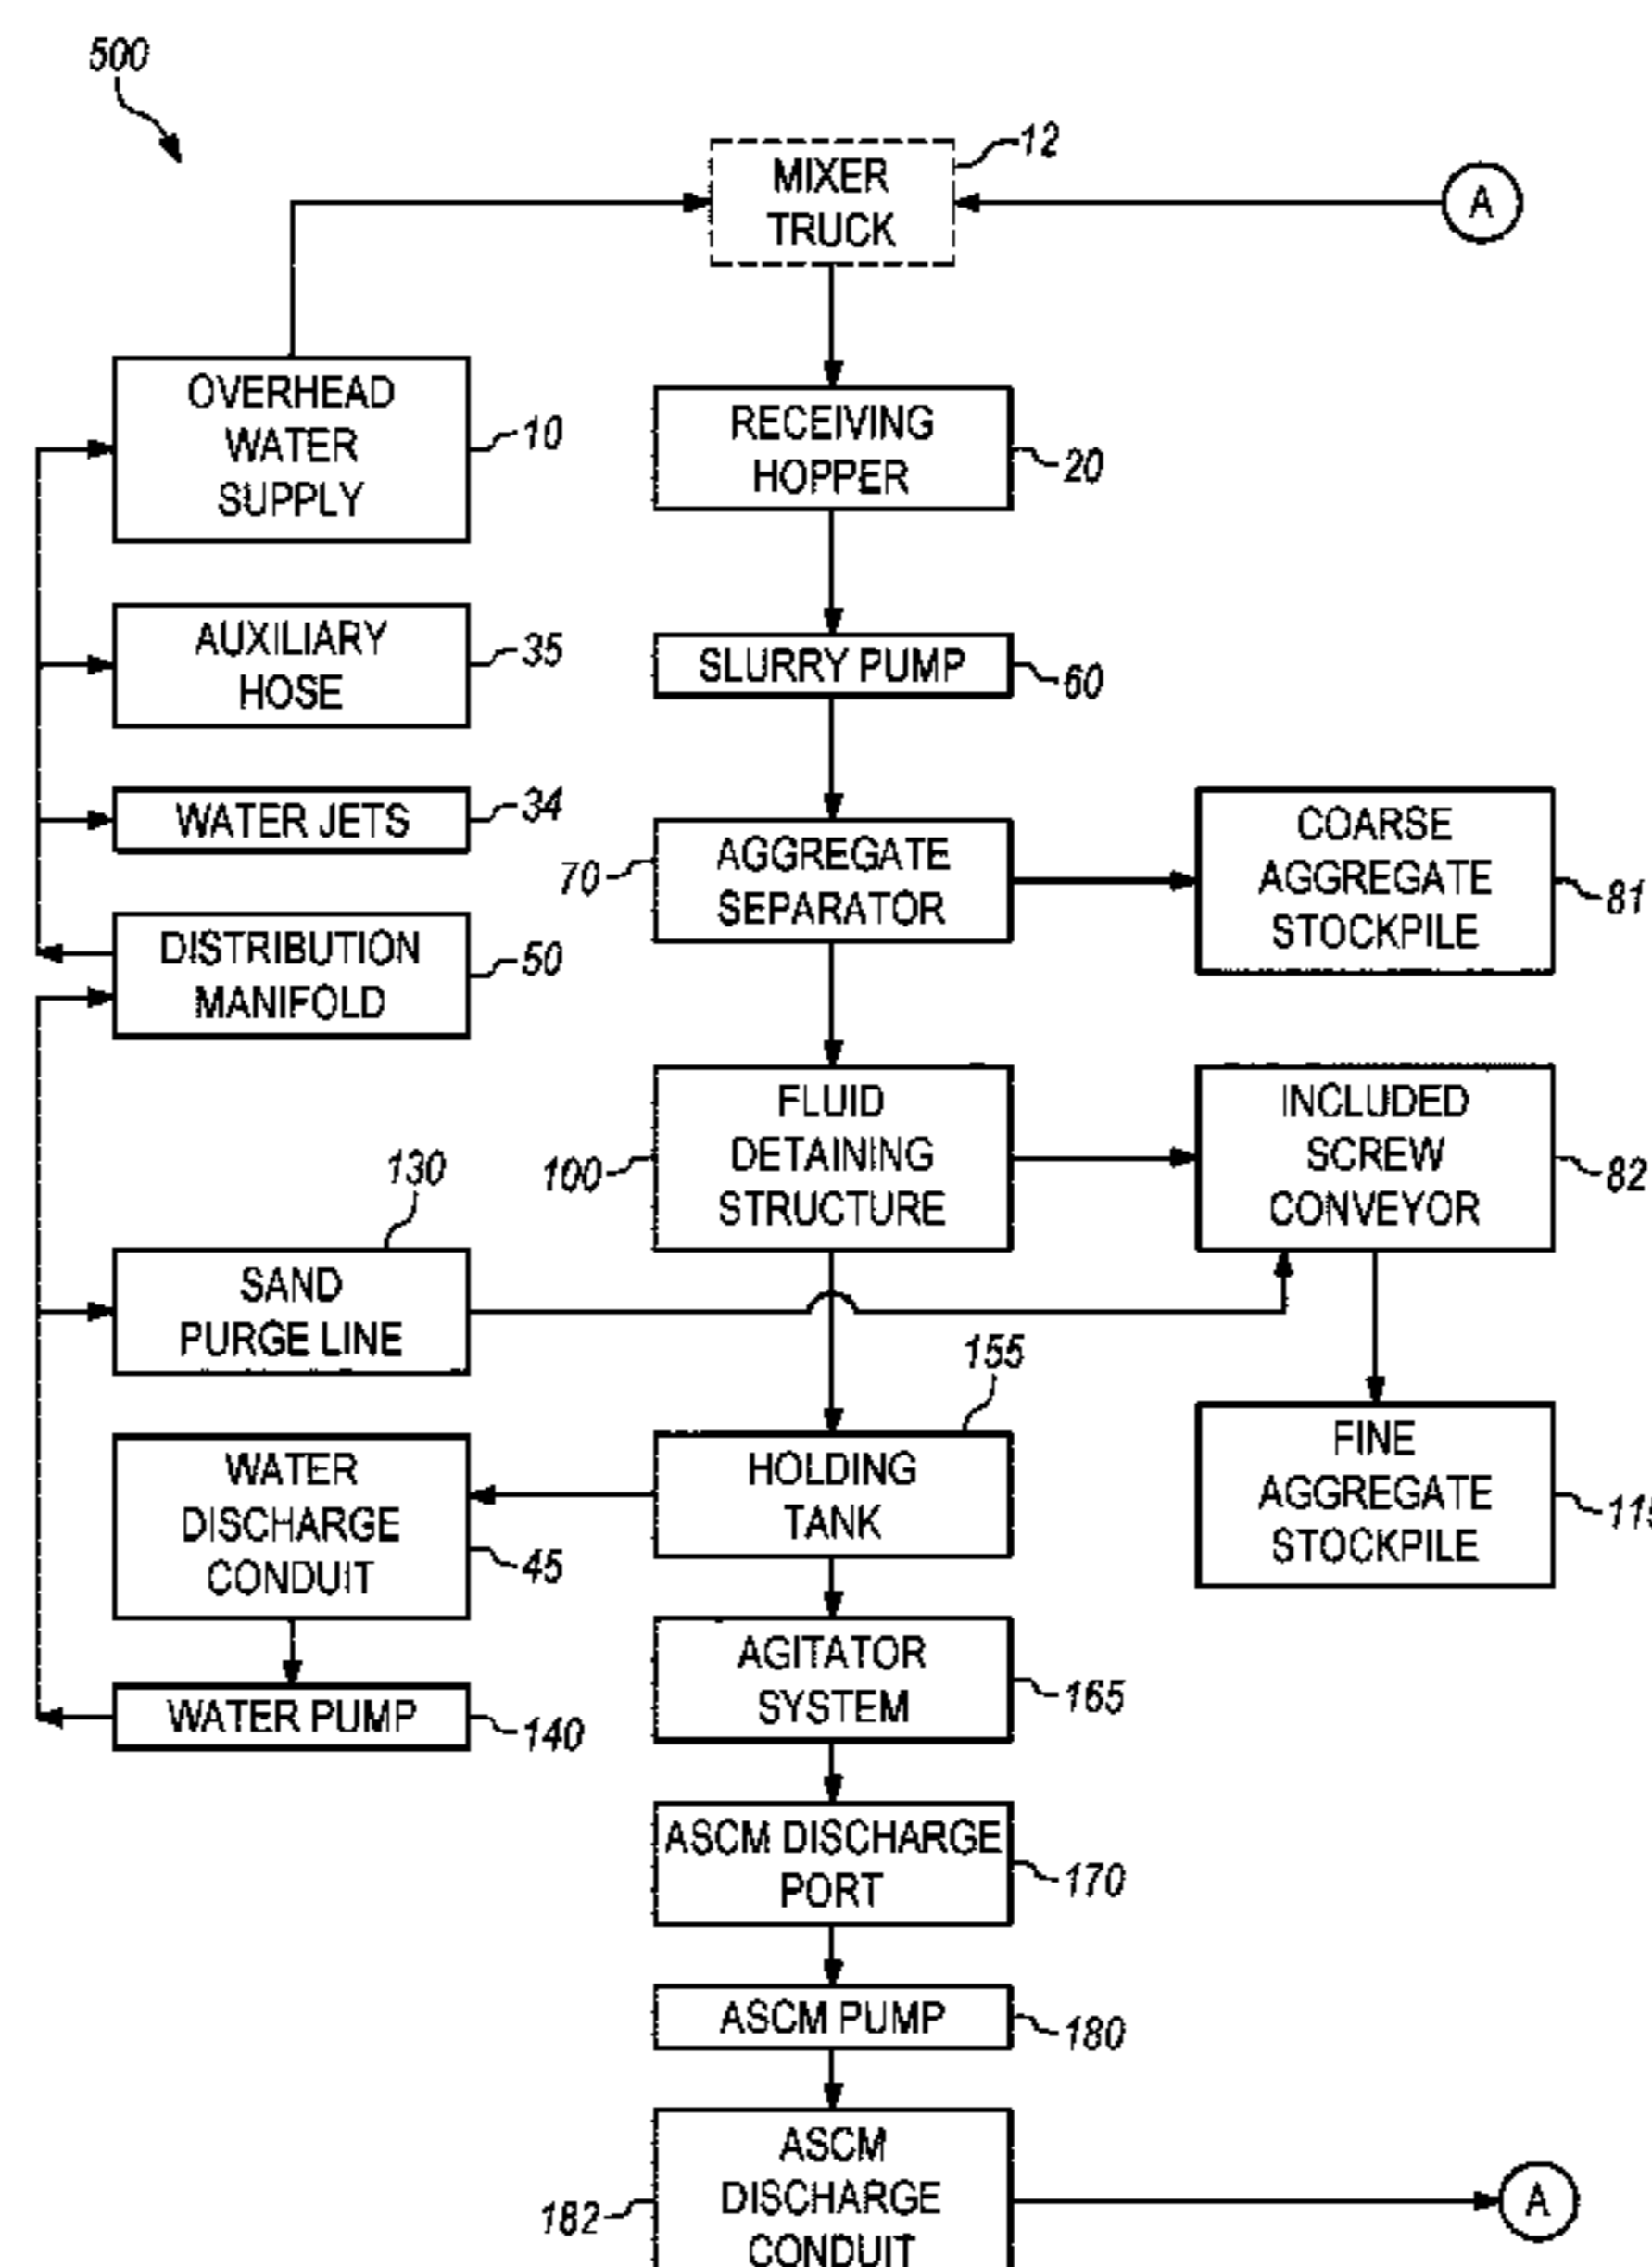 500
MIXER
TRUCK
12
A
OVERHEAD
WATER
SUPPLY
10
RECEIVING
HOPPER
20
AUXILIARY
HOSE
35
SLURRY PUMP
60
WATER JETS
34
AGGREGATE
SEPARATOR
70
COARSE
AGGREGATE
STOCKPILE
81
DISTRIBUTION
MANIFOLD
50
FLUID
DETAINING
STRUCTURE
100
INCLUDED
SCREW
CONVEYOR
82
130
SAND
PURGE LINE
155
HOLDING
TANK
FINE
AGGREGATE
STOCKPILE
WATER
DISCHARGE
CONDUIT
45
AGITATOR
SYSTEM
165
WATER PUMP
140
ASCM DISCHARGE
PORT
170
ASCM PUMP
180
ASCM
DISCHARGE
CONDUIT
182
A